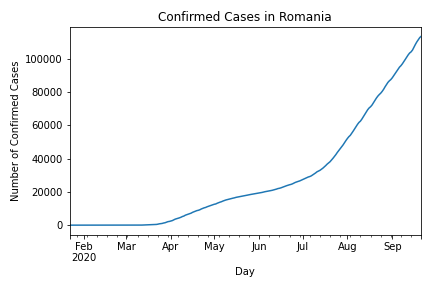 Confirmed Cases in Romania
Number of Confirmed Cases
100000
80000
60000
40000
20000
0
Feb Mar Apr May Jun Jul Aug Sep
2020
Day